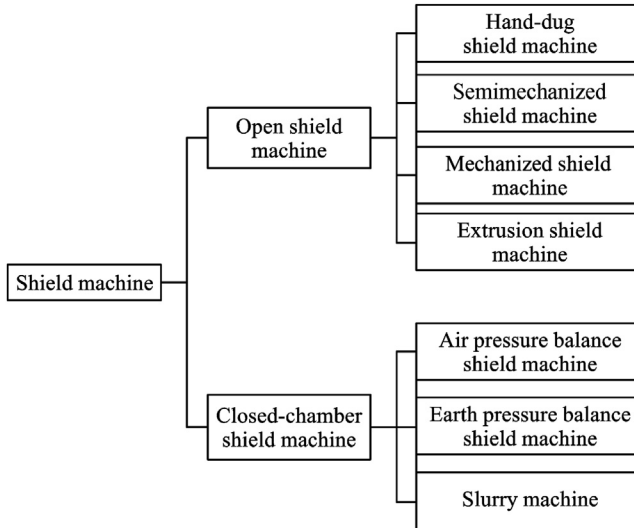 Hand-dug
shield machine
Semimechanized
shield machine
Open shield
machine
Mechanized shield
machine
Extrusion shield
machine
Shield machine
Air pressure balance
shield machine
Closed-chamber
shield machine
Earth pressure balance
shield machine
Slurry machine